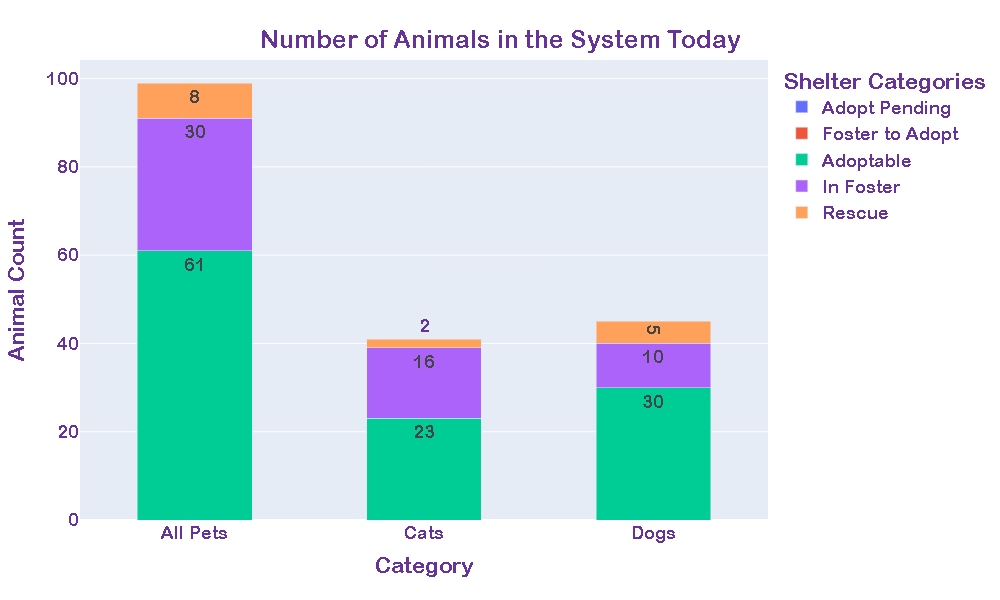 Number of Animals in the System Today
Shelter Categories
Adopt Pending
Foster to Adopt
Adoptable
In Foster
Rescue
Animal Count
100
80
60
40
20
0
8
30
61
2
16
23
5
10
30
All Pets
Cats
Dogs
Category